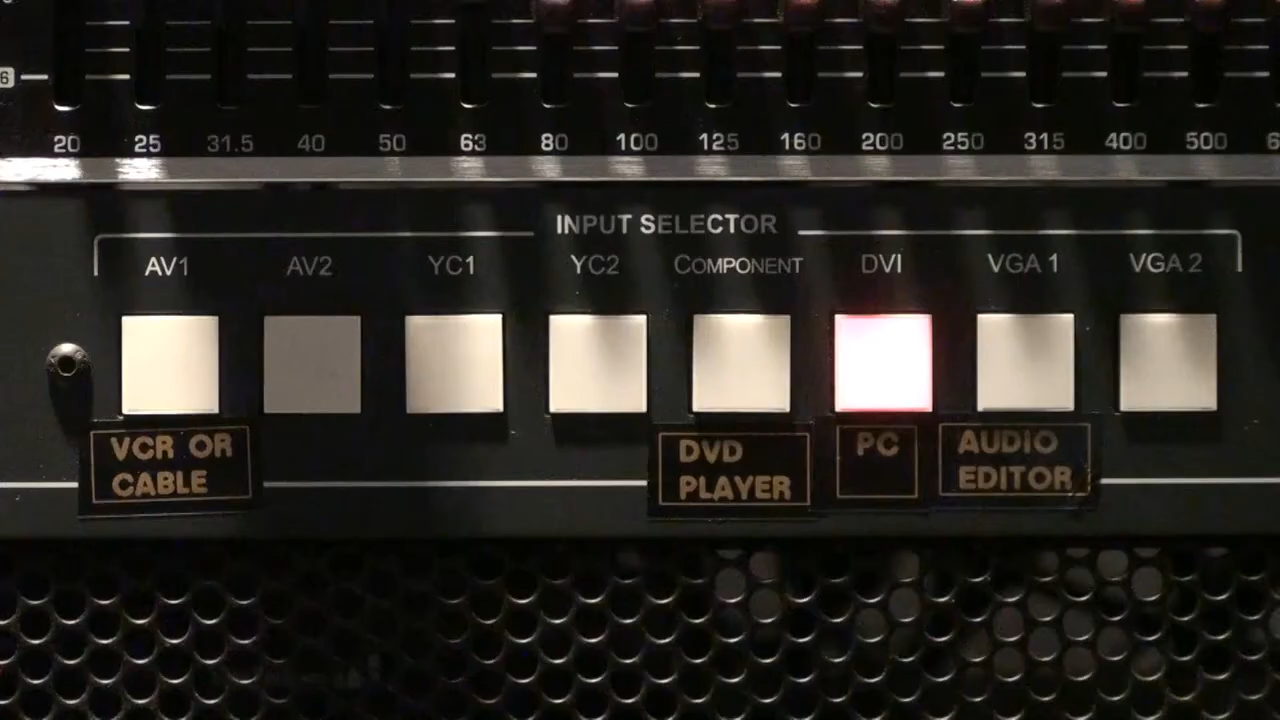 6
20 25 31.5 40 50 63 80 100 125 160 200 250 315 400 500
INPUT SELECTOR
AV1 AV2 YC1 YC2 COMPONENT DVI VGA 1 VGA 2
VCR OR
CABLE
DVD
PLAYER
PC
AUDIO
EDITOR